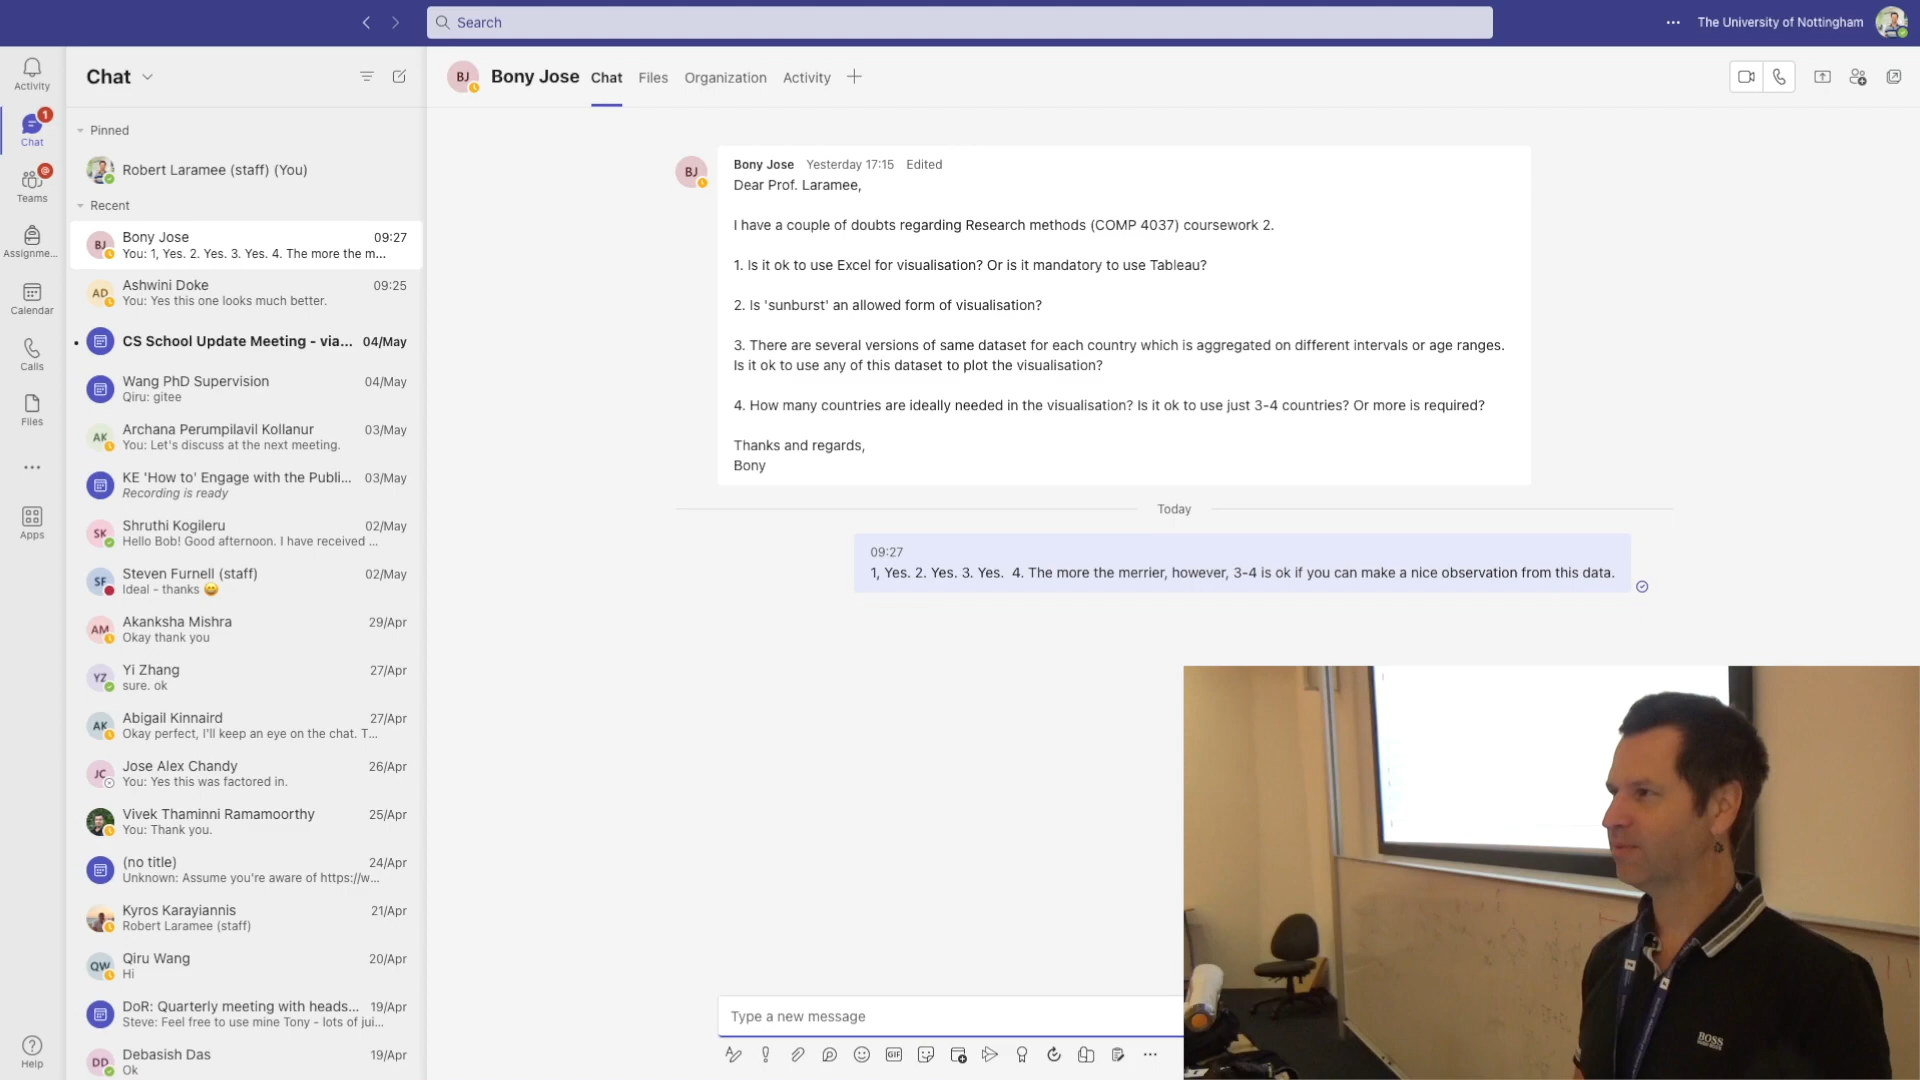 Search
The University of Nottingham
Activity
Chat
1
Teams
Assignme...
Calendar
Calls
Files
Apps
Help
Chat
Pinned
Robert Laramee (staff) (You)
Recent
BJ
Bony Jose 09:27
You: 1, Yes. 2. Yes. 3. Yes. 4. The more the m...
AD
Ashwini Doke 09:25
You: Yes this one looks much better.
CS School Update Meeting - via... 04/May
Wang PhD Supervision 04/May
Qiru: gitee
AK
Archana Perumpilavil Kollanur 03/May
You: Let's discuss at the next meeting.
KE 'How to' Engage with the Publi... 03/May
Recording is ready
SK
Shruthi Kogileru 02/May
Hello Bob! Good afternoon. I have received ...
SF
Steven Furnell (staff) 02/May
Ideal - thanks 😀
AM
Akanksha Mishra 29/Apr
Okay thank you
YZ
Yi Zhang 27/Apr
sure. ok
AK
Abigail Kinnaird 27/Apr
Okay perfect, I'll keep an eye on the chat. T...
JC
Jose Alex Chandy 26/Apr
You: Yes this was factored in.
Vivek Thaminni Ramamoorthy 25/Apr
You: Thank you.
(no title) 24/Apr
Unknown: Assume you're aware of https://w...
Kyros Karayiannis 21/Apr
Robert Laramee (staff)
QW
Qiru Wang 20/Apr
Hi
DoR: Quarterly meeting with heads... 19/Apr
Steve: Feel free to use mine Tony - lots of jui...
DD
Debasish Das 19/Apr
Ok
BJ Bony Jose Chat Files Organization Activity
BJ
Bony Jose Yesterday 17:15 Edited
Dear Prof. Laramee,
I have a couple of doubts regarding Research methods (COMP 4037) coursework 2.
1. Is it ok to use Excel for visualisation? Or is it mandatory to use Tableau?
2. Is 'sunburst' an allowed form of visualisation?
3. There are several versions of same dataset for each country which is aggregated on different intervals or age ranges.
Is it ok to use any of this dataset to plot the visualisation?
4. How many countries are ideally needed in the visualisation? Is it ok to use just 3-4 countries? Or more is required?
Thanks and regards,
Bony
Today
09:27
1, Yes. 2. Yes. 3. Yes.  4. The more the merrier, however, 3-4 is ok if you can make a nice observation from this data.
Type a new message
GIF
BOSS